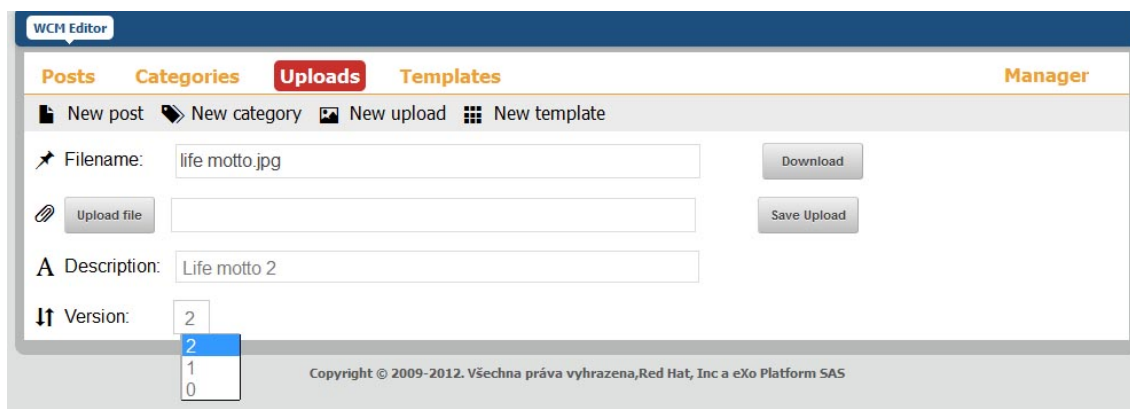 WCM Editor
Posts Categories Uploads Templates Manager
New post New category New upload New template
Filename: life motto.jpg Download
Upload file Save Upload
A Description: Life motto 2
Version: 2
2
1
0
Copyright © 2009-2012. Všechna práva vyhrazena,Red Hat, Inc a eXo Platform SAS